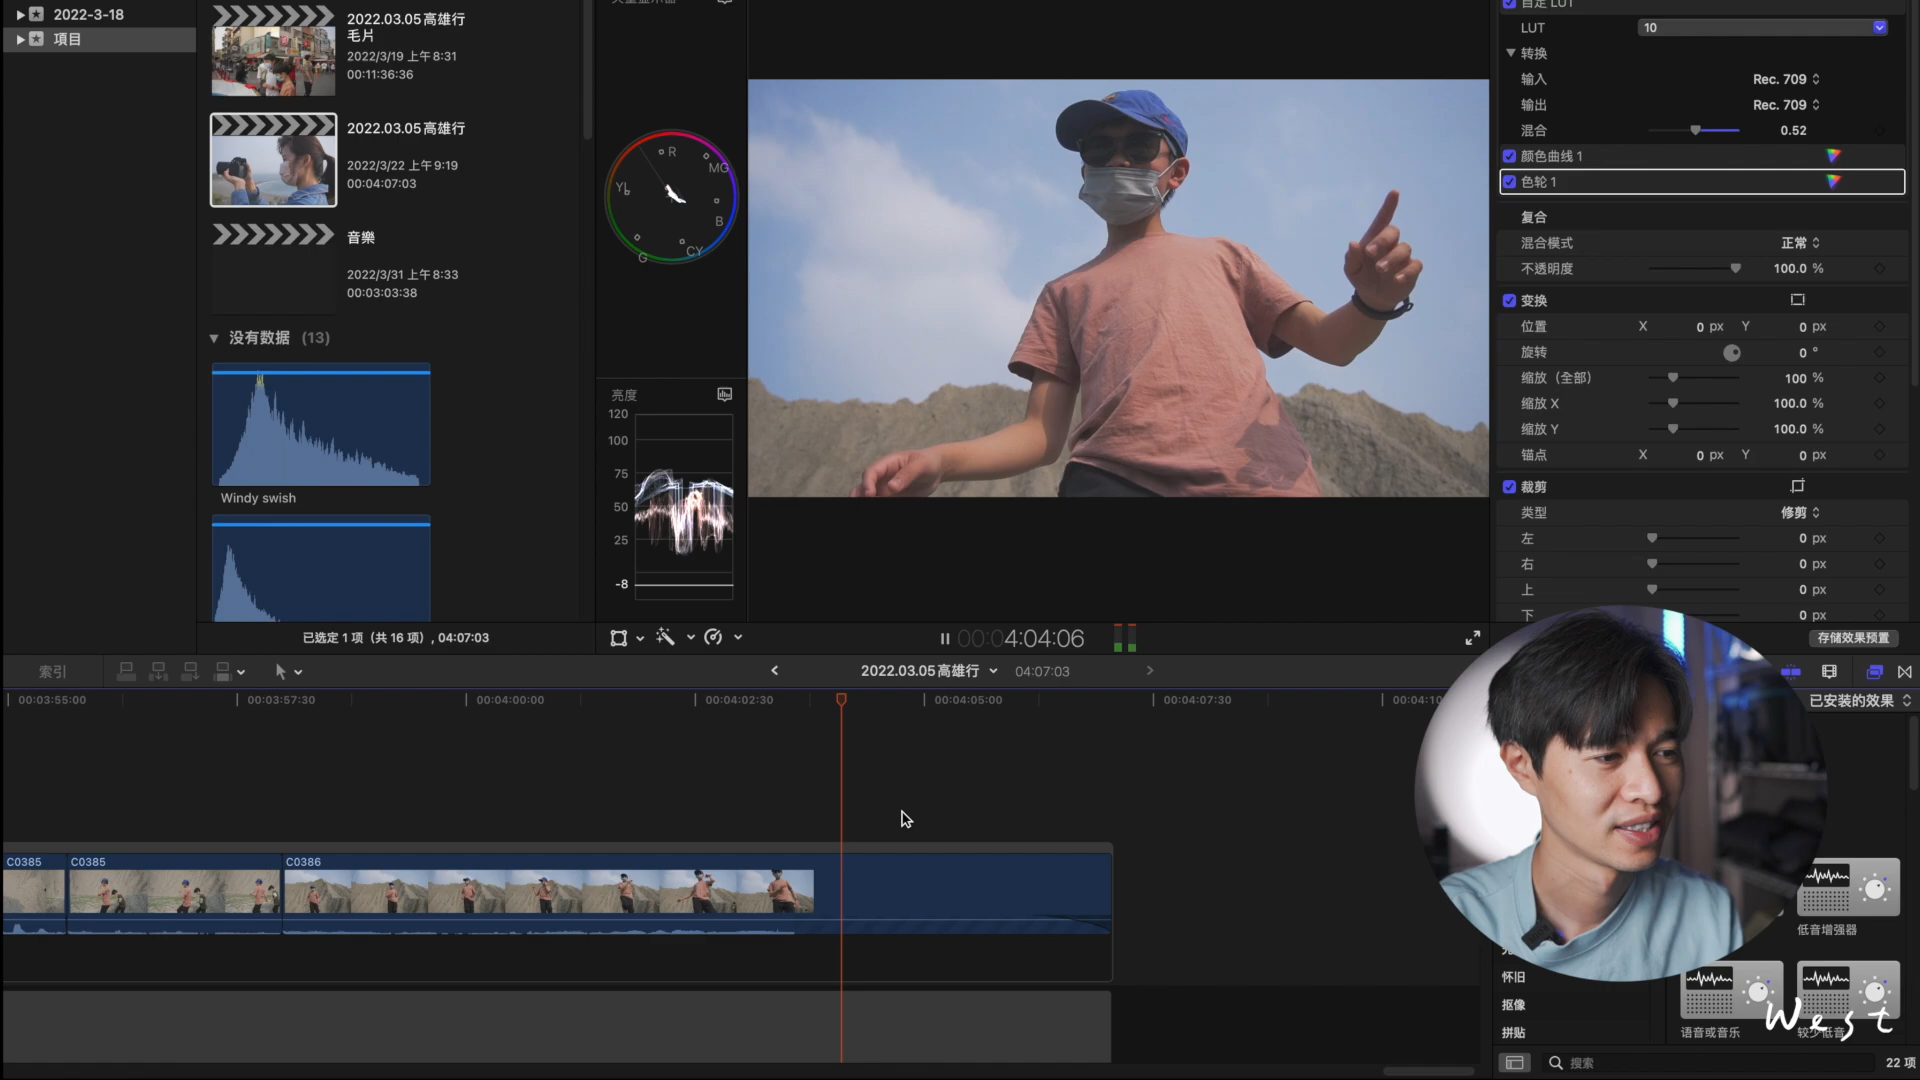 2022-3-18
項目
2022.03.05高雄行
毛片
2022/3/19 上午8:31
00:11:36:36
2022.03.05高雄行
2022/3/22 上午9:19
00:04:07:03
音樂
2022/3/31 上午8:33
00:03:03:38
没有数据 (13)
Windy swish
已选定 1 项（共 16 项）, 04:07:03
R
MG
B
CY
G
YL
亮度
120
100
75
50
25
-8
00:04:04:06
自定 LUT
LUT 10
转换
输入 Rec. 709
输出 Rec. 709
混合 0.52
颜色曲线 1
色轮 1
复合
混合模式 正常
不透明度 100.0 %
变换
位置 X 0 px Y 0 px
旋转 0 °
缩放（全部） 100 %
缩放 X 100.0 %
缩放 Y 100.0 %
锚点 X 0 px Y 0 px
裁剪
类型 修剪
左 0 px
右 0 px
上 0 px
下 0 px
存储效果预置
索引
2022.03.05高雄行 04:07:03
00:03:55:00
00:03:57:30
00:04:00:00
00:04:02:30
00:04:05:00
00:04:07:30
00:04:10
C0385
C0385
C0386
已安装的效果
低音增强器
怀旧
抠像
拼贴
语音或音乐
较少低音
West
搜索
22 项